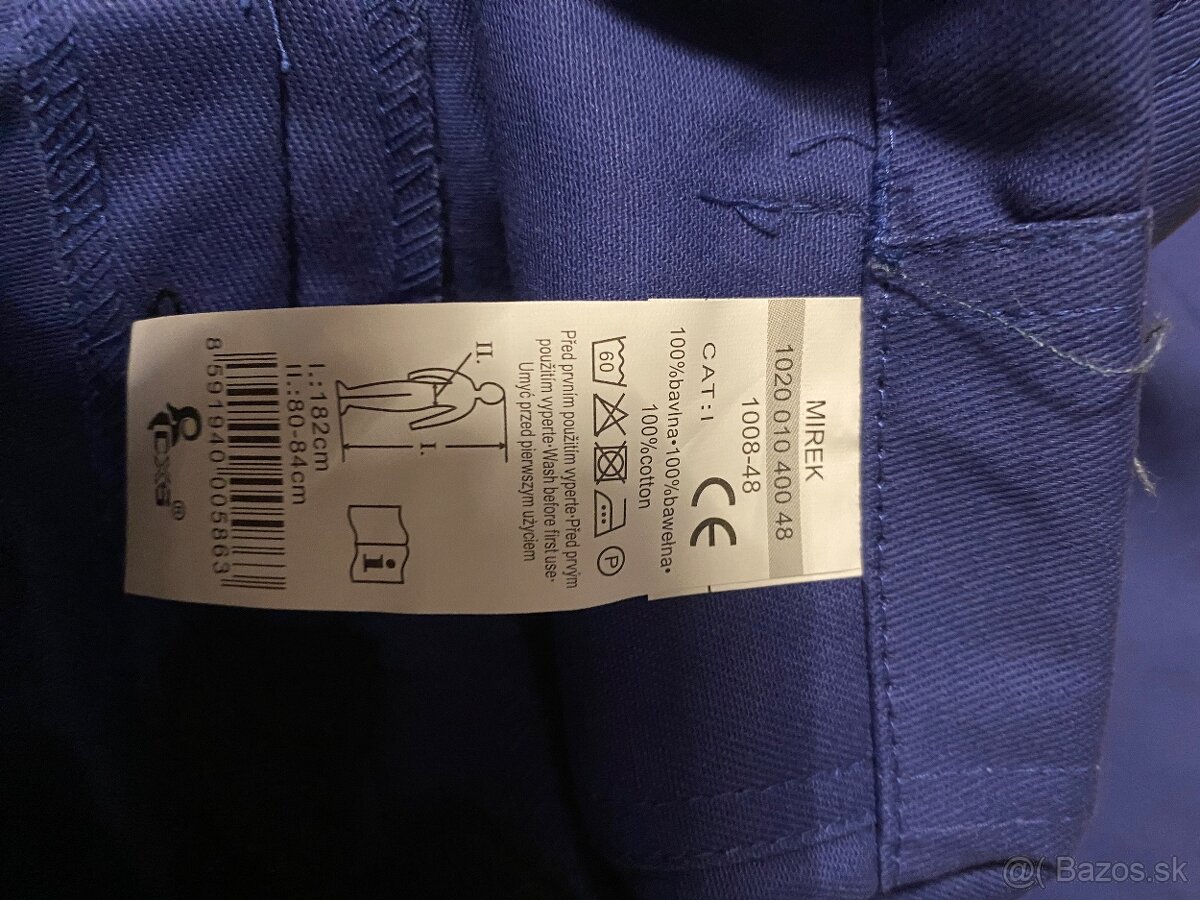 MIREK
1020 010 400 48
1008-48
CAT:I
CE
100%bavlna•100%bawełna•
100%cotton
60
P
Před prvním použitím vyperte•Před prvým
použitím vyperte•Wash before first use•
Umyć przed pierwszym użyciem
II.
I.
i
I.:182cm
II.:80-84cm
8 591940 005863
CXS®
@( Bazos.sk